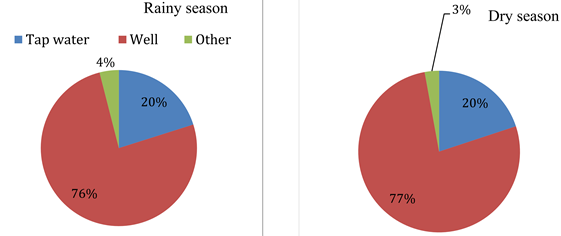 Rainy season
Tap water Well Other
4%
20%
76%
Dry season
3%
20%
77%